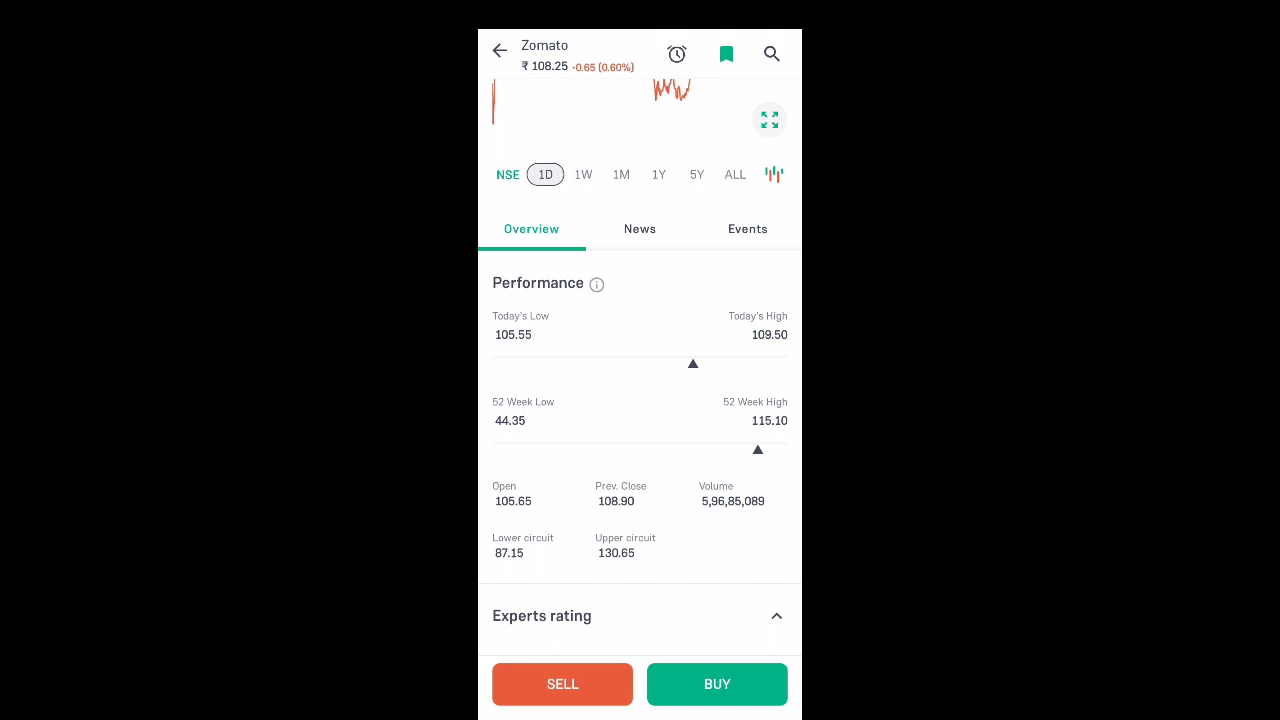 Zomato
₹ 108.25 -0.65 (0.60%)
NSE 1D 1W 1M 1Y 5Y ALL
Overview News Events
Performance
Today's Low Today's High
105.55 109.50
52 Week Low 52 Week High
44.35 115.10
Open Prev. Close Volume
105.65 108.90 5,96,85,089
Lower circuit Upper circuit
87.15 130.65
Experts rating
SELL BUY